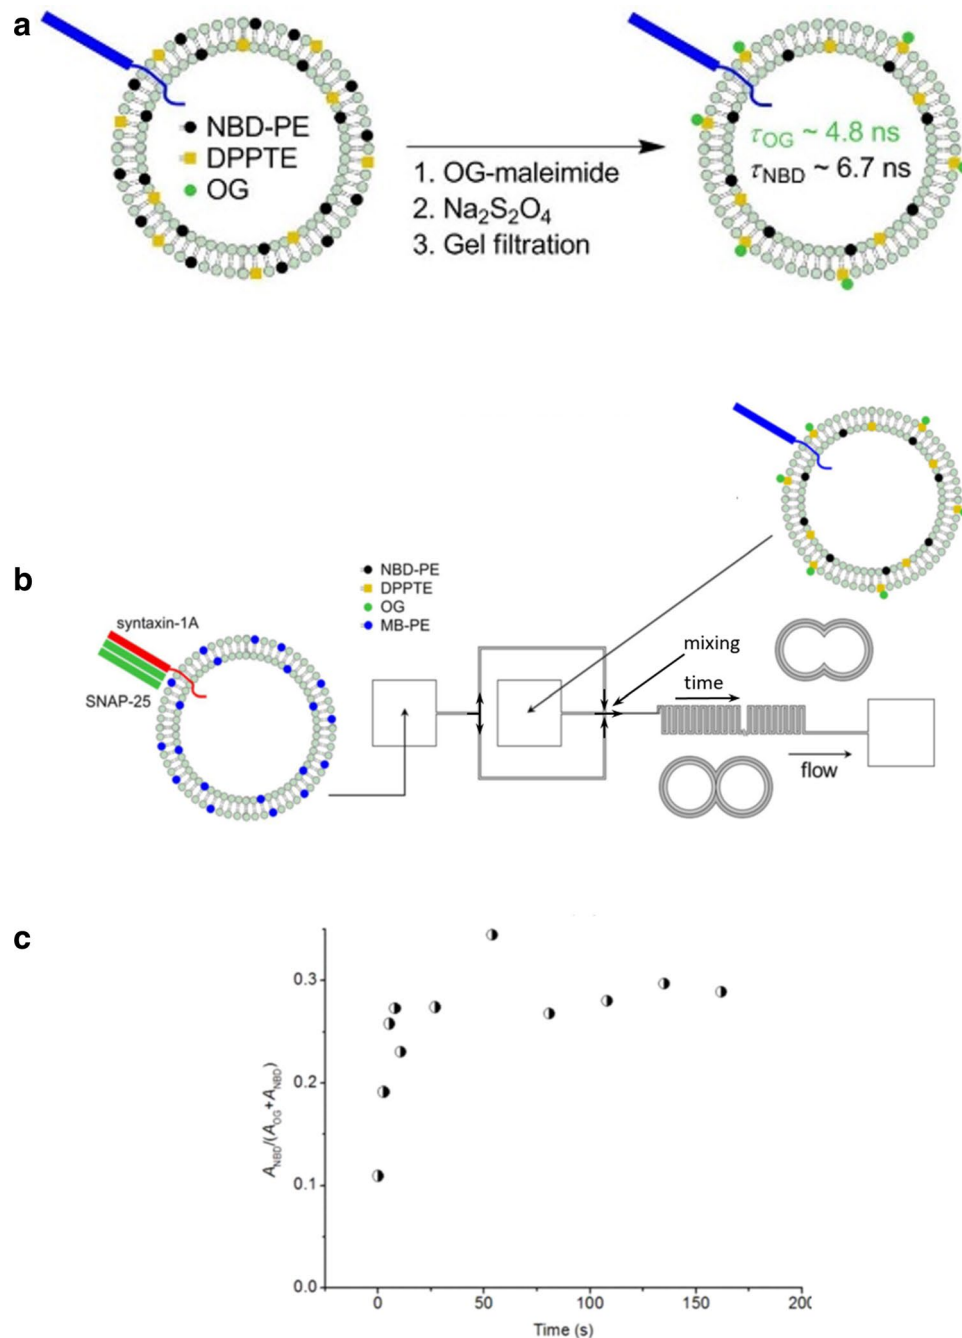 a
NBD-PE
DPPTE
OG
1. OG-maleimide
2. Na₂S₂O₄
3. Gel filtration
τOG ~ 4.8 ns
τNBD ~ 6.7 ns
b
NBD-PE
DPPTE
OG
MB-PE
syntaxin-1A
SNAP-25
mixing
time
flow
c
0.3
0.2
0.1
0.0
ANBD/(AOG+ANBD)
0
50
100
150
200
Time (s)